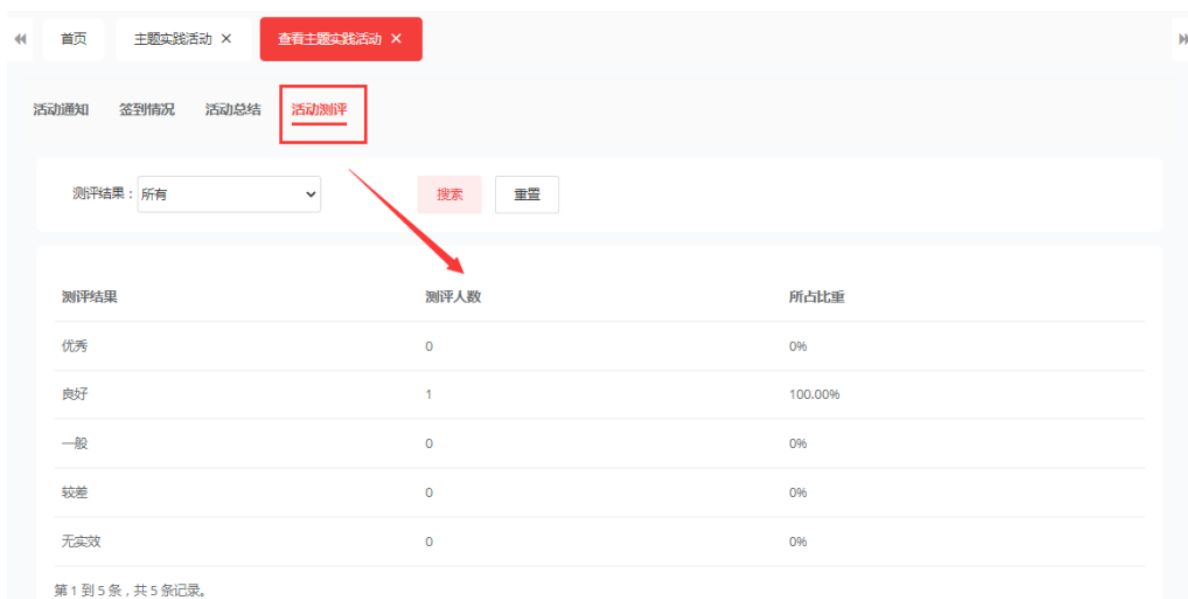 首页 主题实践活动 × 查看主题实践活动 ×
活动通知 签到情况 活动总结 活动测评
测评结果：所有 搜索 重置
测评结果 测评人数 所占比重
优秀 0 0%
良好 1 100.00%
一般 0 0%
较差 0 0%
无实效 0 0%
第 1 到 5 条，共 5 条记录。